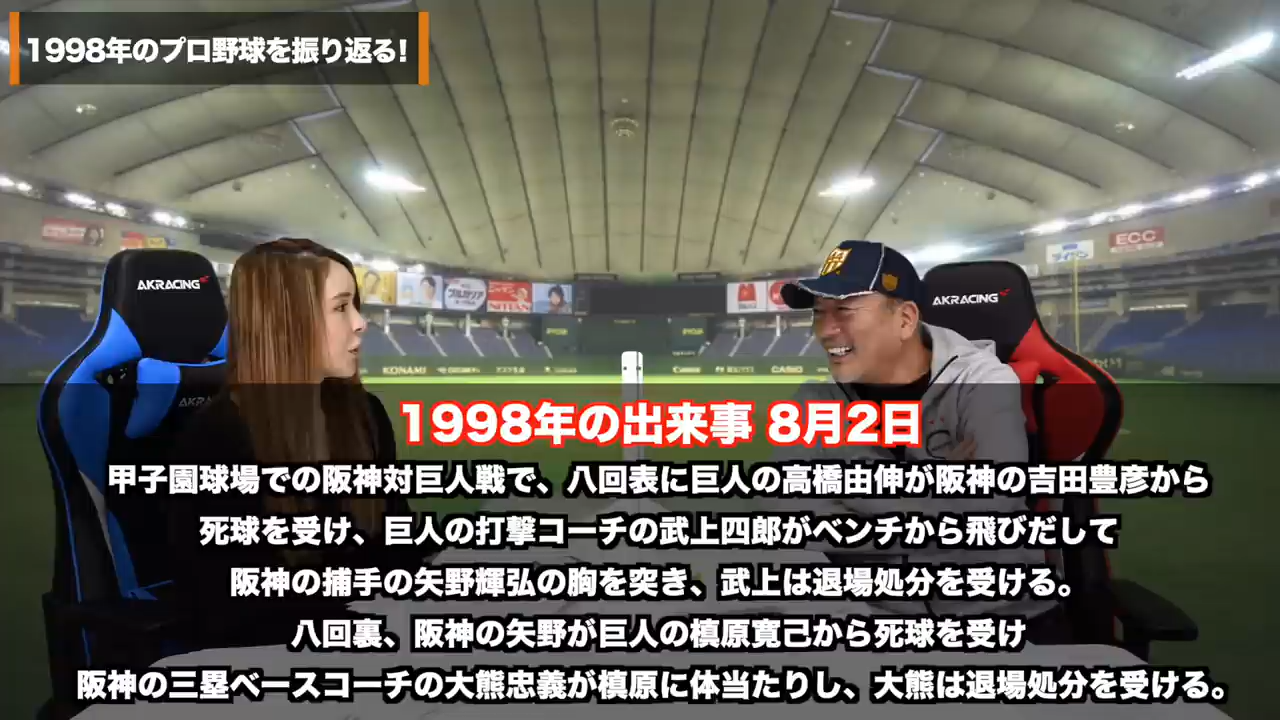 1998年のプロ野球を振り返る!
ECC
AKRACING
AKRACING
KONAMI
Canon
CASIO
1998年の出来事 8月2日
甲子園球場での阪神対巨人戦で、八回表に巨人の高橋由伸が阪神の吉田豊彦から
死球を受け、巨人の打撃コーチの武上四郎がベンチから飛びだして
阪神の捕手の矢野輝弘の胸を突き、武上は退場処分を受ける。
八回裏、阪神の矢野が巨人の槙原寛己から死球を受け
阪神の三塁ベースコーチの大熊忠義が槙原に体当たりし、大熊は退場処分を受ける。